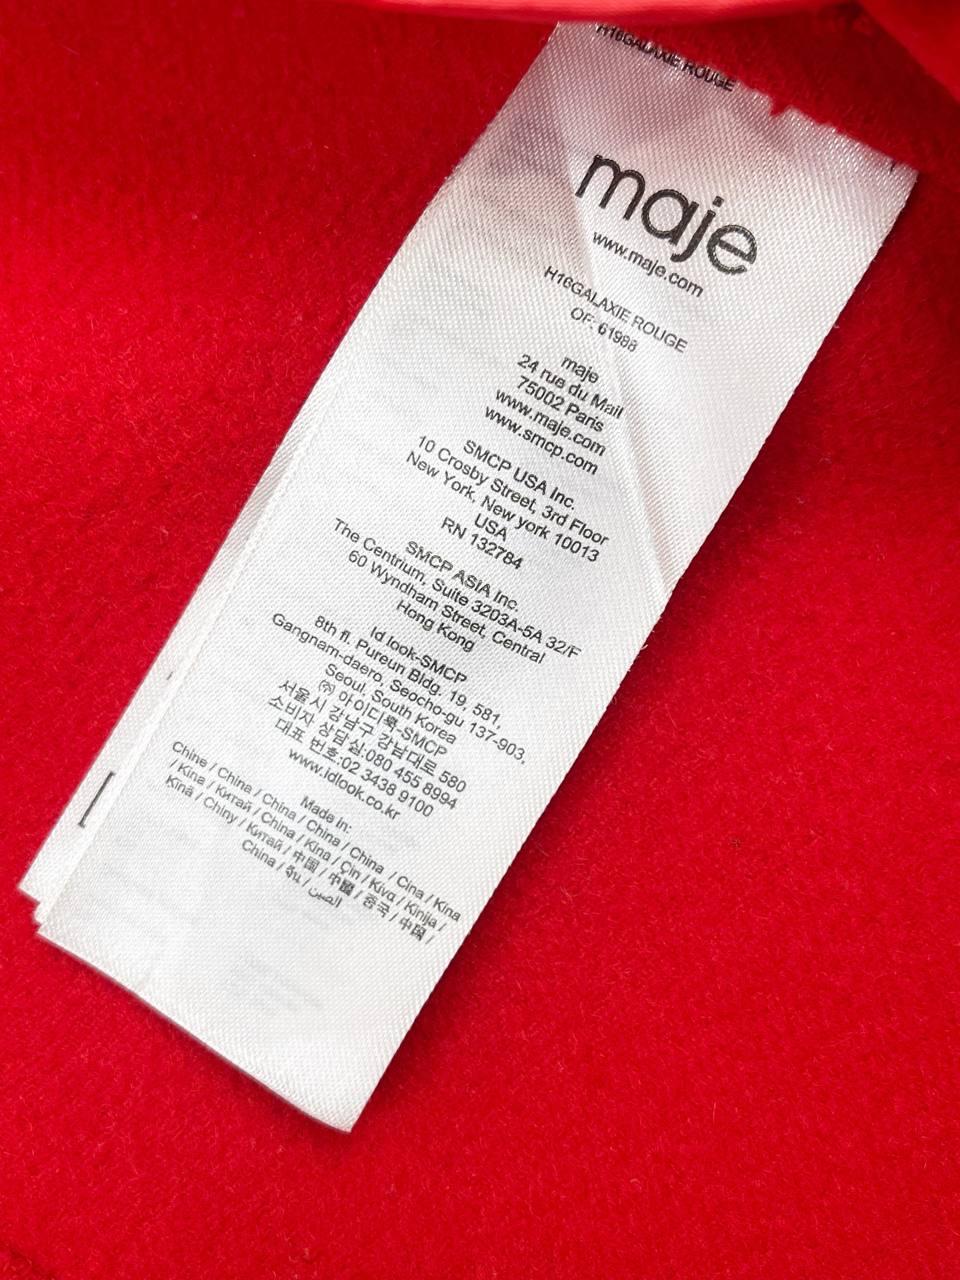 H16GALAXIE ROUGE
maje
www.maje.com
H16GALAXIE ROUGE
OF: 61988
maje
24 rue du Mail
75002 Paris
www.maje.com
www.smcp.com
SMCP USA Inc.
10 Crosby Street, 3rd Floor
New York, New york 10013
USA
RN 132784
SMCP ASIA Inc.
The Centrium, Suite 3203A-5A 32/F
60 Wyndham Street, Central
Hong Kong
Id look-SMCP
8th fl. Pureun Bldg. 19, 581,
Gangnam-daero, Seocho-gu 137-903,
Seoul, South Korea
㈜ 아이디룩-SMCP
서울시 강남구 강남대로 580
소비자 상담실:080 455 8994
대표 번호:02 3438 9100
www.idlook.co.kr
Made in:
Chine / China / China / China / China / Cina / Kina
/ Kina / Китай / China / Kina / Çin / Kívα / Kinija /
Kīnā / Chiny / Китай / 中国 / 中國 / 중국 / 中国 /
China / จีน / الصين